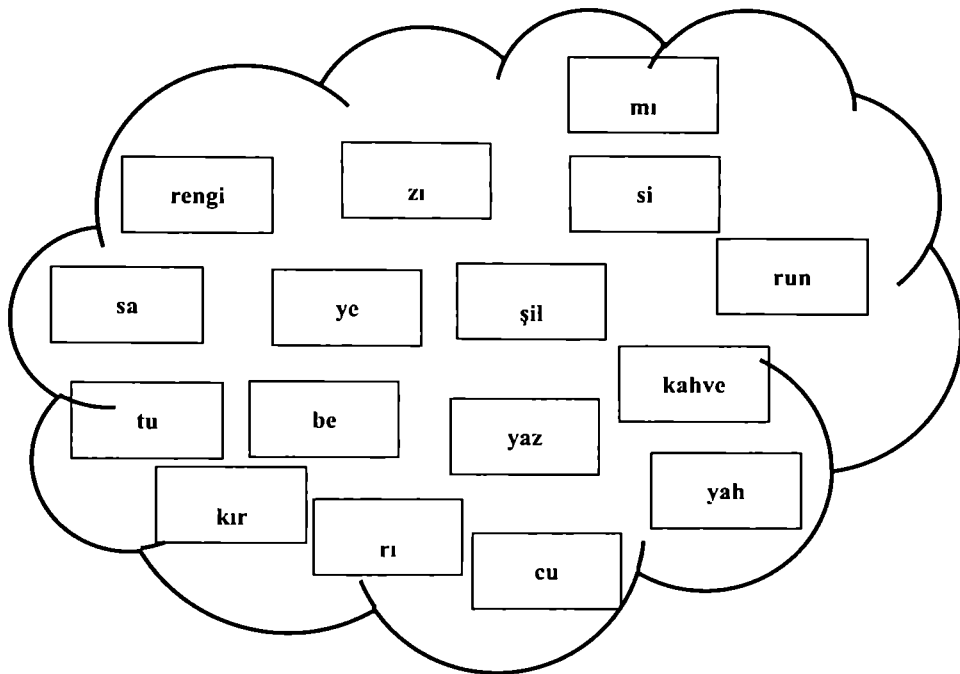 mı
rengi
zı
si
run
sa
ye
şil
kahve
tu
be
yaz
yah
kır
rı
cu